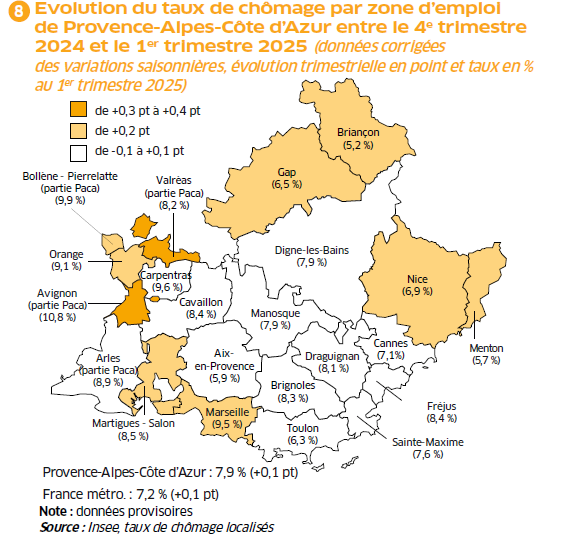 8 Evolution du taux de chômage par zone d'emploi
de Provence-Alpes-Côte d'Azur entre le 4e trimestre
2024 et le 1er trimestre 2025 (données corrigées
des variations saisonnières, évolution trimestrielle en point et taux en %
au 1er trimestre 2025)
de +0,3 pt à +0,4 pt
de +0,2 pt
de -0,1 à +0,1 pt
Briançon
(5,2 %)
Gap
(6,5 %)
Bollène - Pierrelatte
(partie Paca)
(9,9 %)
Valréas
(partie Paca)
(8,2 %)
Orange
(9,1 %)
Carpentras
(9,6 %)
Digne-les-Bains
(7,9 %)
Nice
(6,9 %)
Avignon
(partie Paca)
(10,8 %)
Cavaillon
(8,4 %)
Manosque
(7,9 %)
Cannes
(7,1%)
Menton
(5,7 %)
Arles
(partie Paca)
(8,9 %)
Aix-
en-Provence
(5,9 %)
Draguignan
(8,1 %)
Brignoles
(8,3 %)
Fréjus
(8,4 %)
Martigues - Salon
(8,5 %)
Marseille
(9,5 %)
Toulon
(6,3 %)
Sainte-Maxime
(7,6 %)
Provence-Alpes-Côte d'Azur : 7,9 % (+0,1 pt)
France métro. : 7,2 % (+0,1 pt)
Note : données provisoires
Source : Insee, taux de chômage localisés